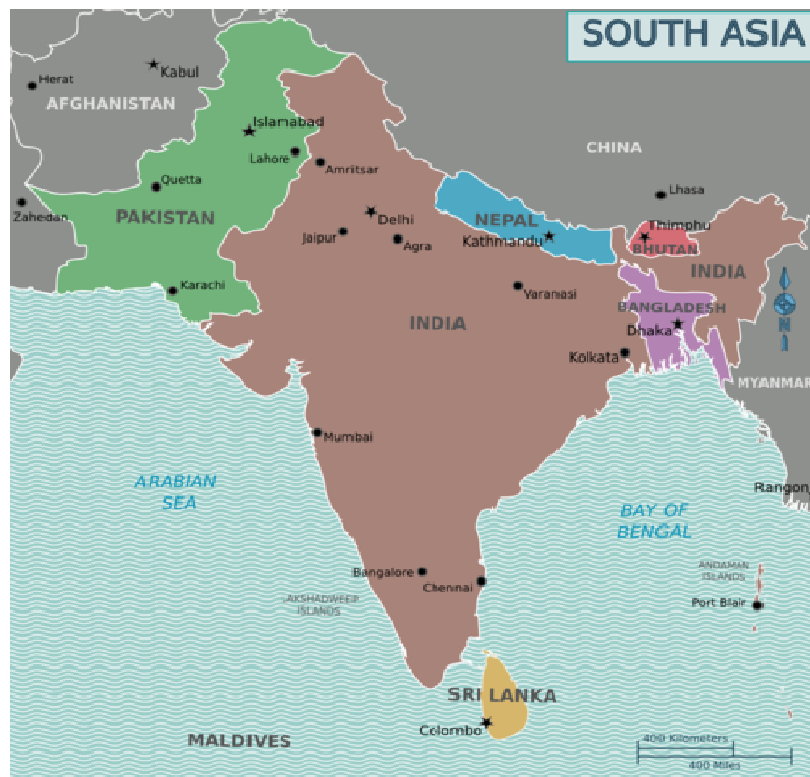 SOUTH ASIA
Kabul
Herat
AFGHANISTAN
Islamabad
CHINA
Lahore
Amritsar
Quetta
Lhasa
Zahedan
PAKISTAN
Delhi
NEPAL
Thimphu
Jaipur
Agra
Kathmandu
BHUTAN
INDIA
Karachi
Varanasi
BANGLADESH
N
INDIA
Dhaka
Kolkata
MYANMAR
Mumbai
ARABIAN
SEA
Rangon
BAY OF
BENGAL
ANDAMAN
ISLANDS
Bangalore
Chennai
LAKSHADWEEP
ISLANDS
Port Blair
SRI LANKA
Colombo
MALDIVES
400 Kilometers
400 Miles